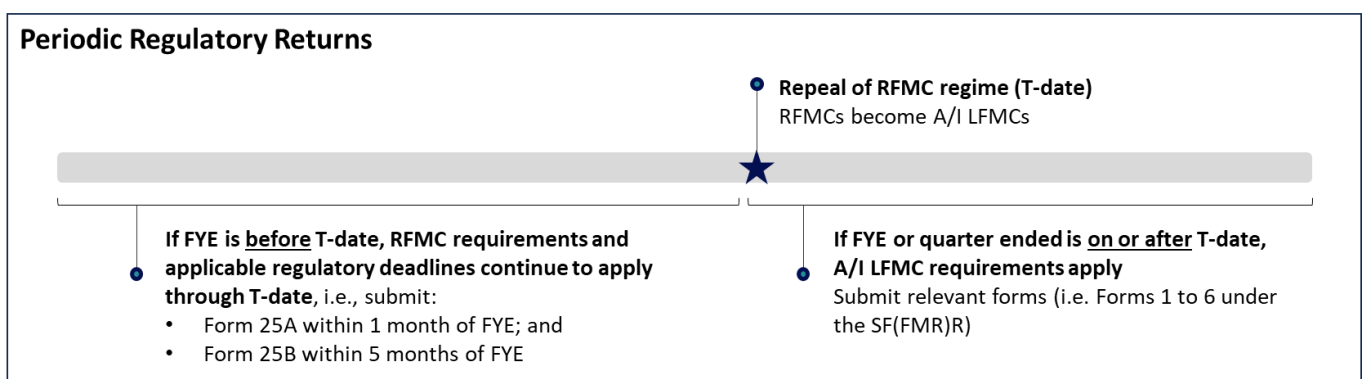 Periodic Regulatory Returns
Repeal of RFMC regime (T-date)
RFMCs become A/I LFMCs
If FYE is before T-date, RFMC requirements and
applicable regulatory deadlines continue to apply
through T-date, i.e., submit:
• Form 25A within 1 month of FYE; and
• Form 25B within 5 months of FYE
If FYE or quarter ended is on or after T-date,
A/I LFMC requirements apply
Submit relevant forms (i.e. Forms 1 to 6 under
the SF(FMR)R)